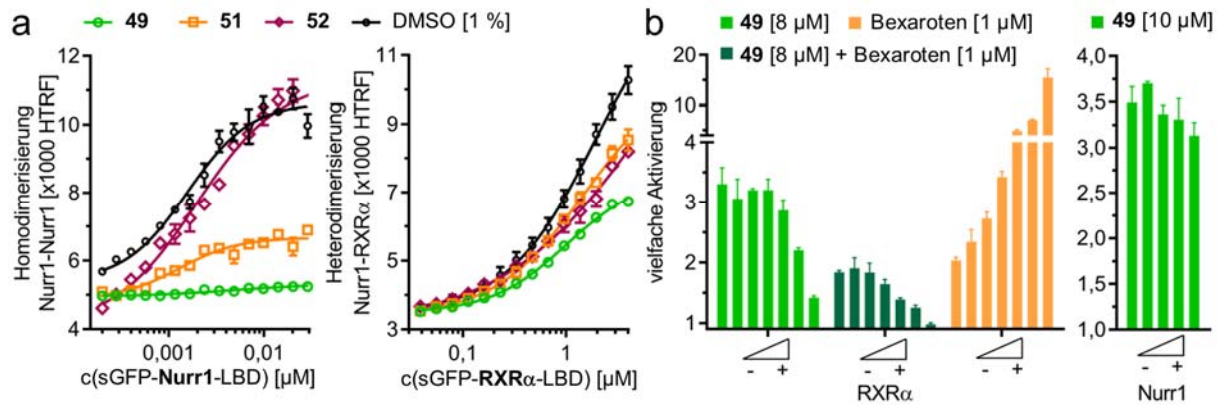 a
49 51 52 DMSO [1 %]
Homodimerisierung
Nurr1-Nurr1 [x1000 HTRF]
12
10
8
6
4
0,001 0,01
c(sGFP-Nurr1-LBD) [µM]
Heterodimerisierung
Nurr1-RXRα [x1000 HTRF]
11
9
7
5
3
0,1 1
c(sGFP-RXRα-LBD) [µM]
b
49 [8 µM] Bexaroten [1 µM]
49 [8 µM] + Bexaroten [1 µM]
vielfache Aktivierung
20
15
10
5
4
3
2
1
- + - + - +
RXRα
49 [10 µM]
4,0
3,5
3,0
10
2,0
1,5
1,0
- +
Nurr1